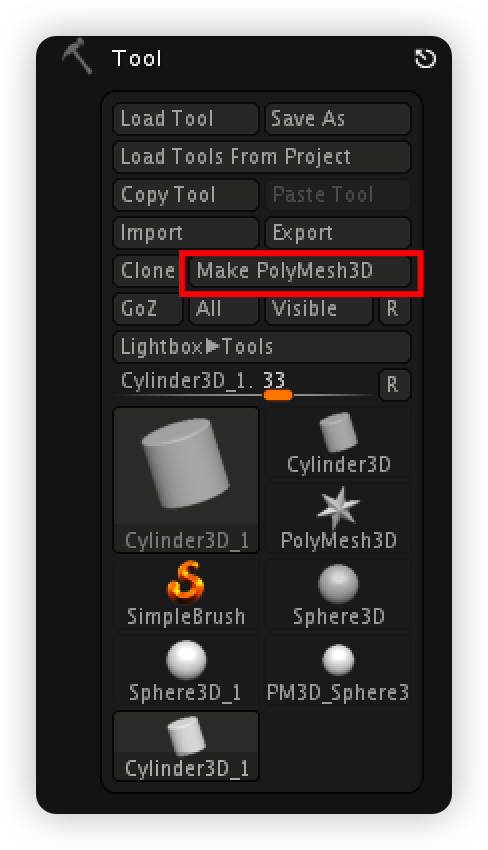 Tool
Load Tool Save As
Load Tools From Project
Copy Tool Paste Tool
Import Export
Clone Make PolyMesh3D
GoZ All Visible R
Lightbox▶Tools
Cylinder3D_1. 33 R
Cylinder3D
Cylinder3D_1 PolyMesh3D
SimpleBrush Sphere3D
Sphere3D_1 PM3D_Sphere3
Cylinder3D_1